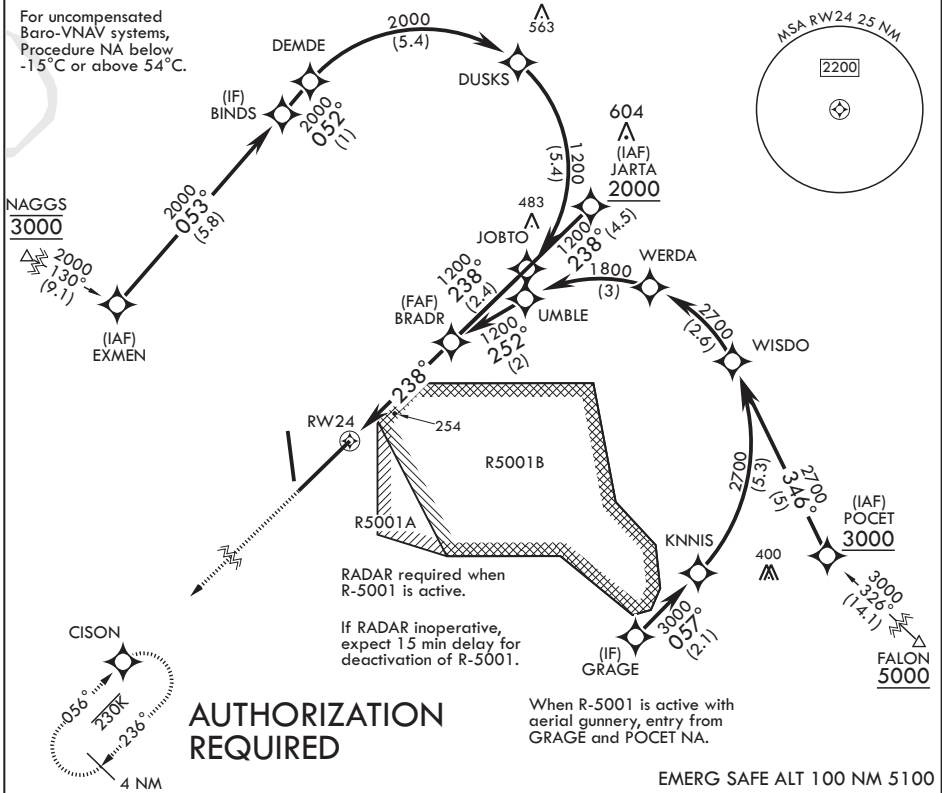 For uncompensated
Baro-VNAV systems,
Procedure NA below
-15°C or above 54°C.
DEMDE
2000
(5.4)
563
DUSKS
MSA RW24 25 NM
2200
(IF)
BINDS
2000
052°
(1)
604
(IAF)
JARTA
2000
1200
(5.4)
NAGGS
3000
2000
053°
(5.8)
483
JOBTO
1200
238°
(4.5)
WERDA
2000
130°
(9.1)
1200
238°
(2.4)
1800
(3)
(IAF)
EXMEN
(FAF)
BRADR
UMBLE
1200
252°
(2)
2700
(2.6)
WISDO
238°
RW24
254
R5001B
2700
(5.3)
2700
346°
(5)
R5001A
(IAF)
POCET
3000
KNNIS
400
RADAR required when
R-5001 is active.
3000
326°
(14.1)
If RADAR inoperative,
expect 15 min delay for
deactivation of R-5001.
3000
057°
(2.1)
(IF)
GRAGE
FALON
5000
CISON
056°
230K
236°
4 NM
AUTHORIZATION
REQUIRED
When R-5001 is active with
aerial gunnery, entry from
GRAGE and POCET NA.
EMERG SAFE ALT 100 NM 5100